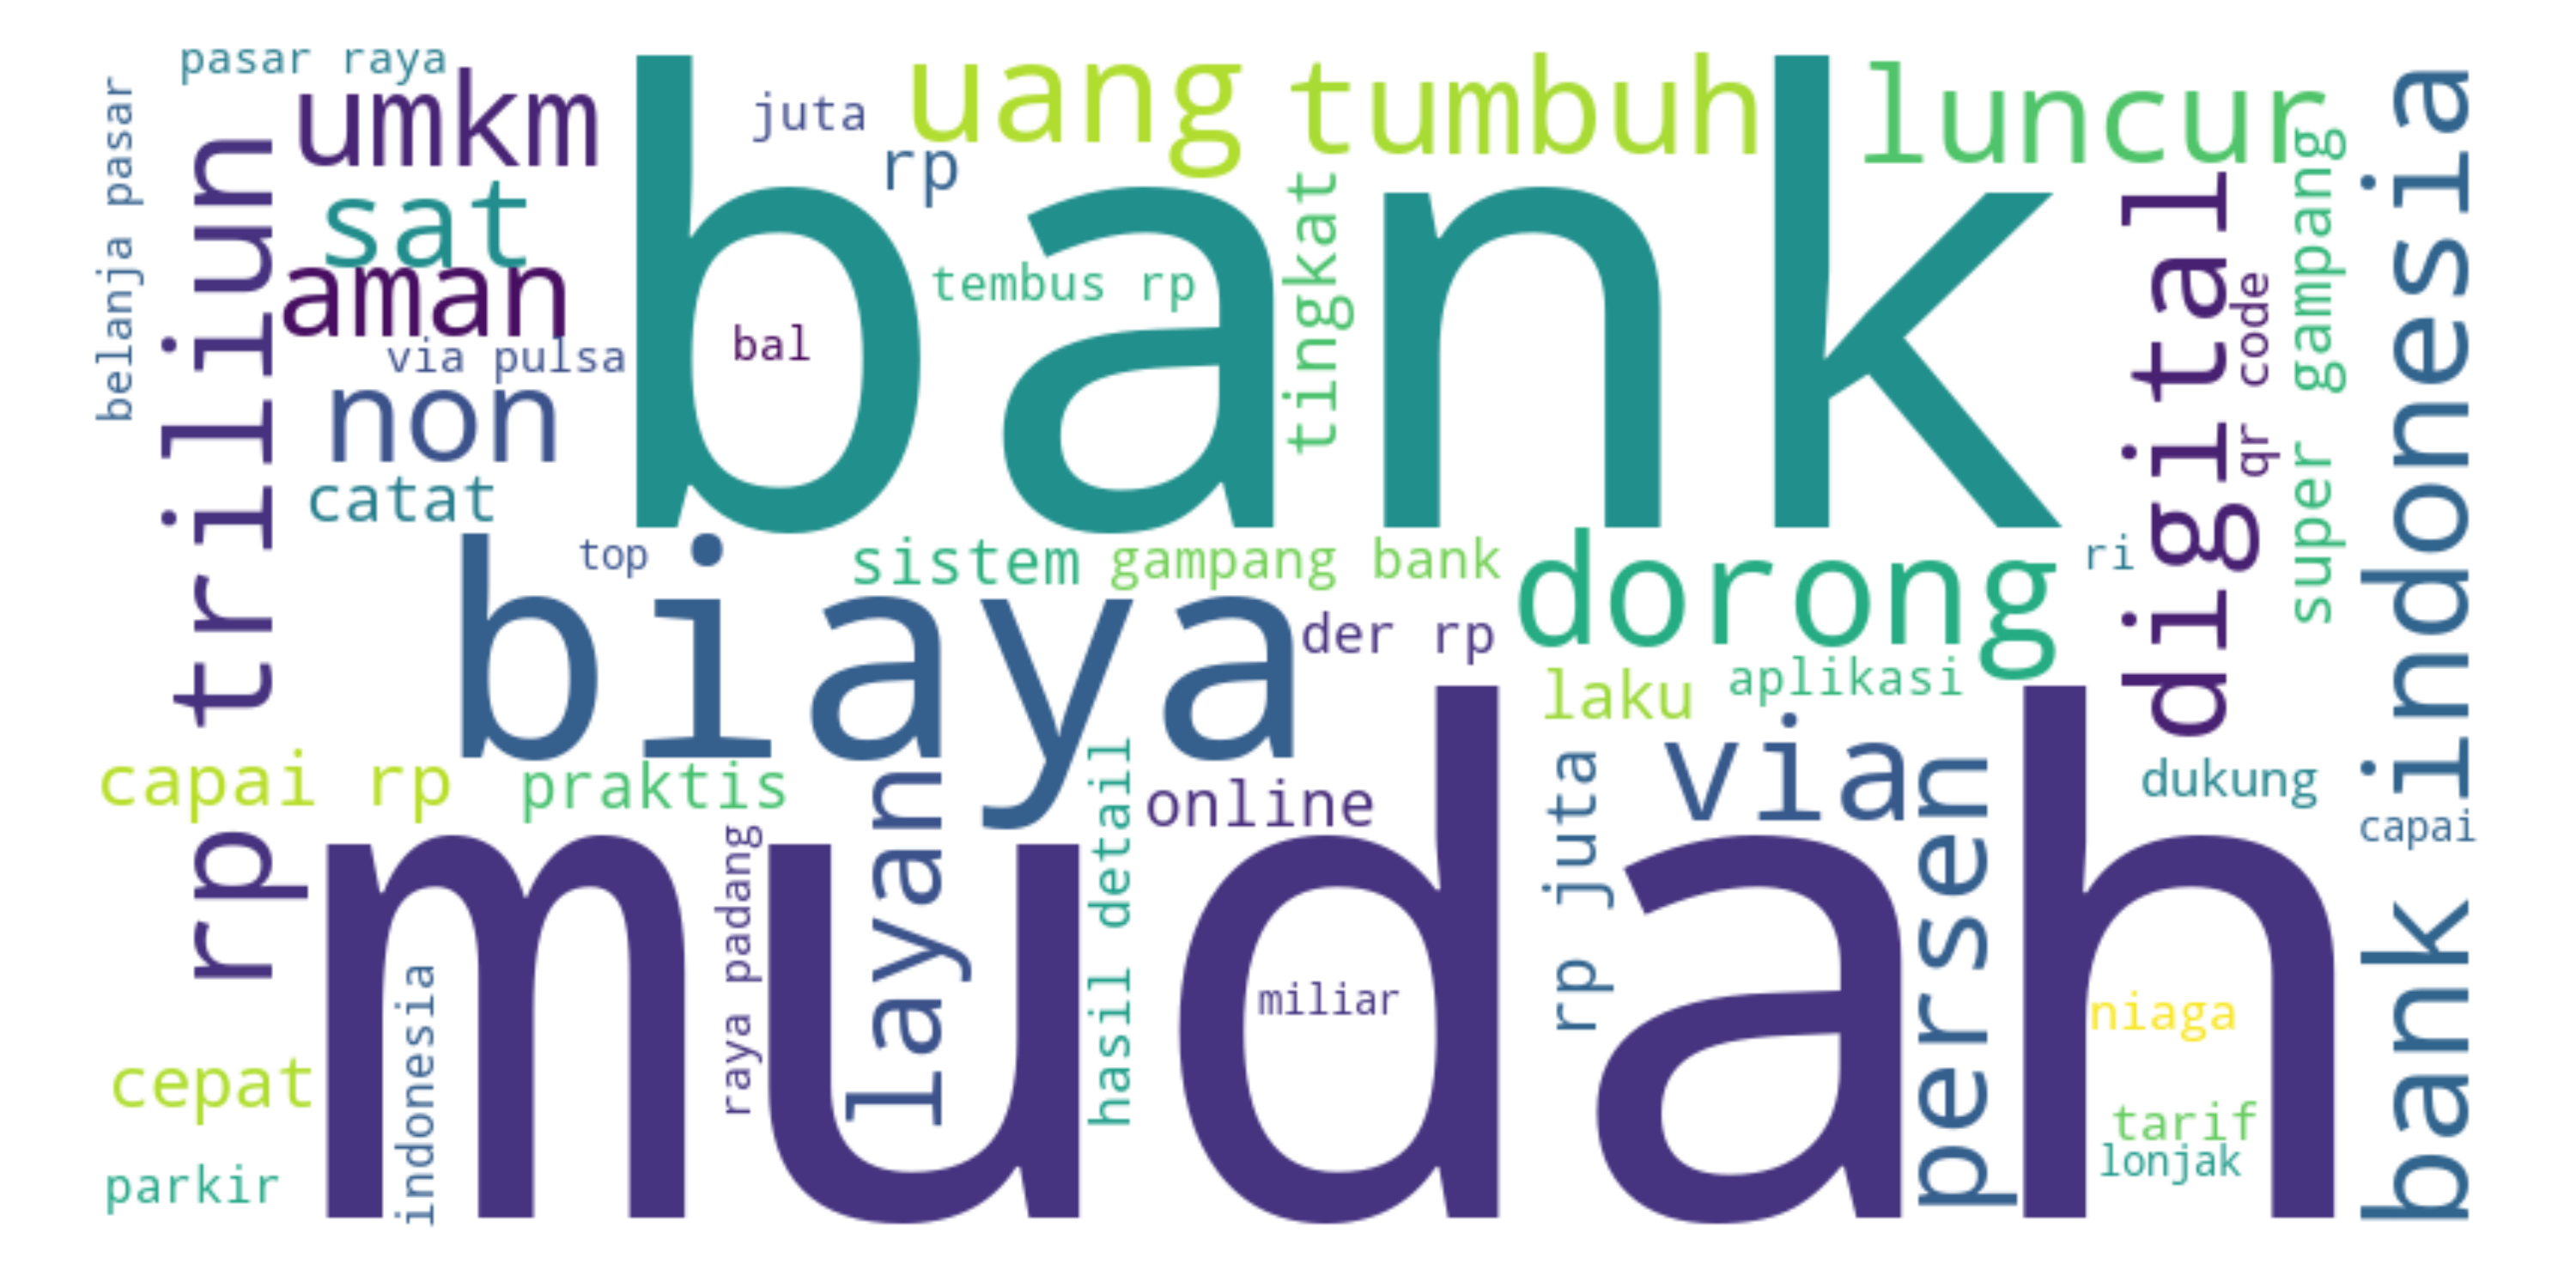 pasar raya
belanja pasar
umkm
juta
uang
tumbuh
bank
luncur
rp
sat
tingkat
aman
tembus rp
bal
via pulsa
non
catat
rp triliun
digital
qr code
super gampang
bank indonesia
top
biaya
sistem
gampang bank
dorong
ri
der rp
laku
aplikasi
via
capai rp
praktis
layan
hasil detail
online
rp juta
persen
dukung
capai
mudah
raya padang
indonesia
miliar
niaga
cepat
tarif
lonjak
parkir